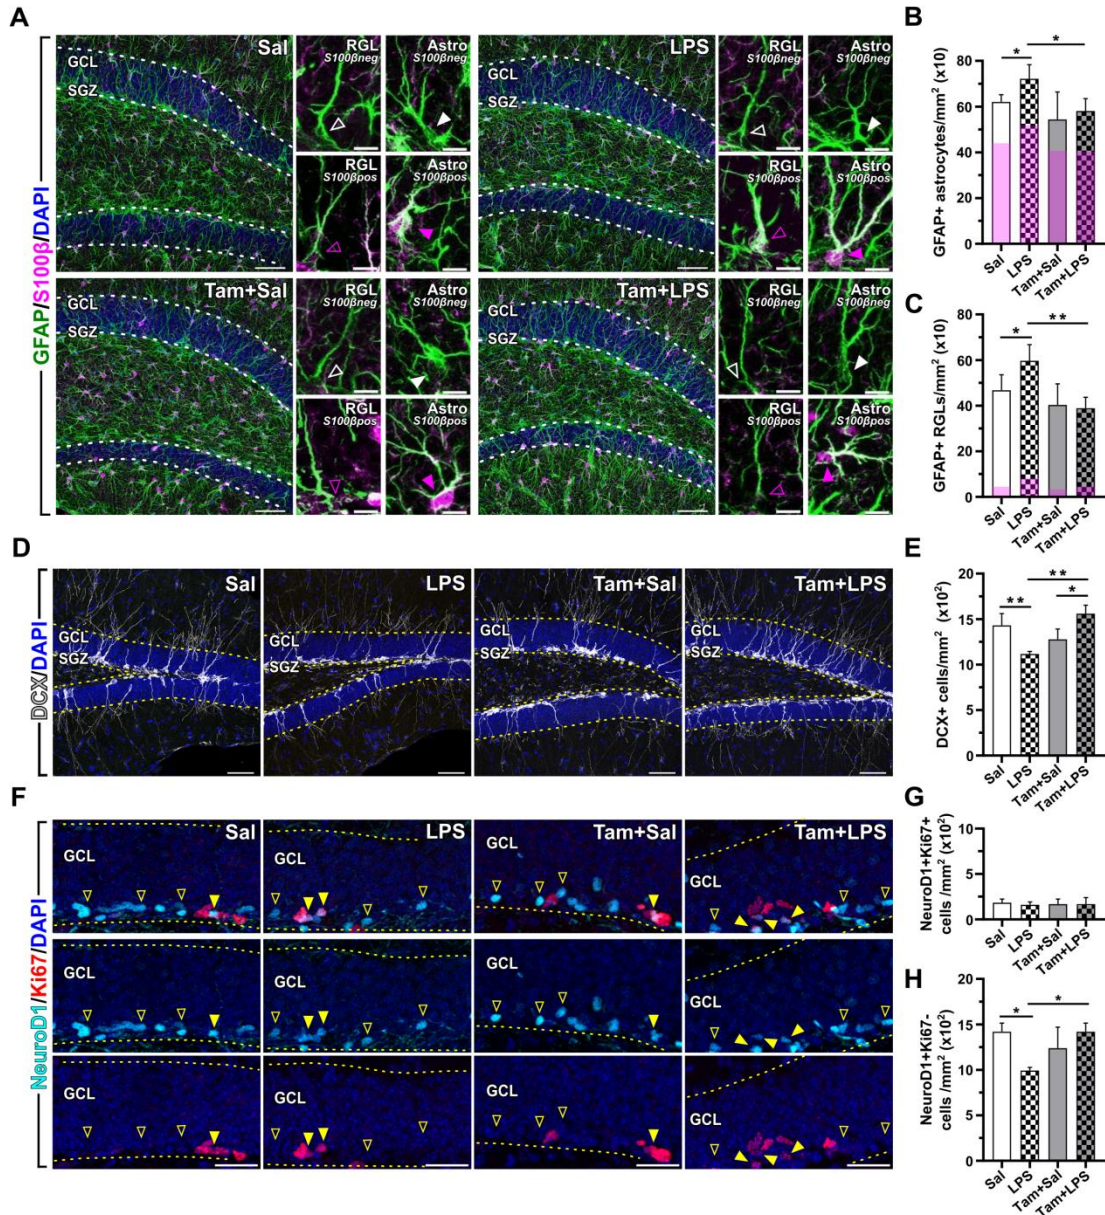 A
GFAP/S100β/DAPI
Sal
GCL
SGZ
RGL
S100βneg
Astro
S100βneg
RGL
S100βpos
Astro
S100βpos
LPS
GCL
SGZ
RGL
S100βneg
Astro
S100βneg
RGL
S100βpos
Astro
S100βpos
Tam+Sal
GCL
SGZ
RGL
S100βneg
Astro
S100βneg
RGL
S100βpos
Astro
S100βpos
Tam+LPS
GCL
SGZ
RGL
S100βneg
Astro
S100βneg
RGL
S100βpos
Astro
S100βpos
B
GFAP+ astrocytes/mm² (x10)
80
60
40
20
0
* *
Sal LPS Tam+Sal Tam+LPS
C
GFAP+ RGLs/mm² (x10)
80
60
40
20
0
* **
Sal LPS Tam+Sal Tam+LPS
D
DCX/DAPI
Sal
GCL
SGZ
LPS
GCL
SGZ
Tam+Sal
GCL
SGZ
Tam+LPS
GCL
SGZ
E
DCX+ cells/mm² (x10²)
20
15
10
5
0
**
** *
Sal LPS Tam+Sal Tam+LPS
F
NeuroD1/Ki67/DAPI
Sal
GCL
LPS
GCL
Tam+Sal
GCL
Tam+LPS
GCL
GCL
GCL
GCL
GCL
GCL
GCL
GCL
GCL
G
NeuroD1+Ki67+
cells /mm² (x10²)
10
5
0
Sal LPS Tam+Sal Tam+LPS
H
NeuroD1+Ki67-
cells /mm² (x10²)
20
15
10
5
0
* *
Sal LPS Tam+Sal Tam+LPS